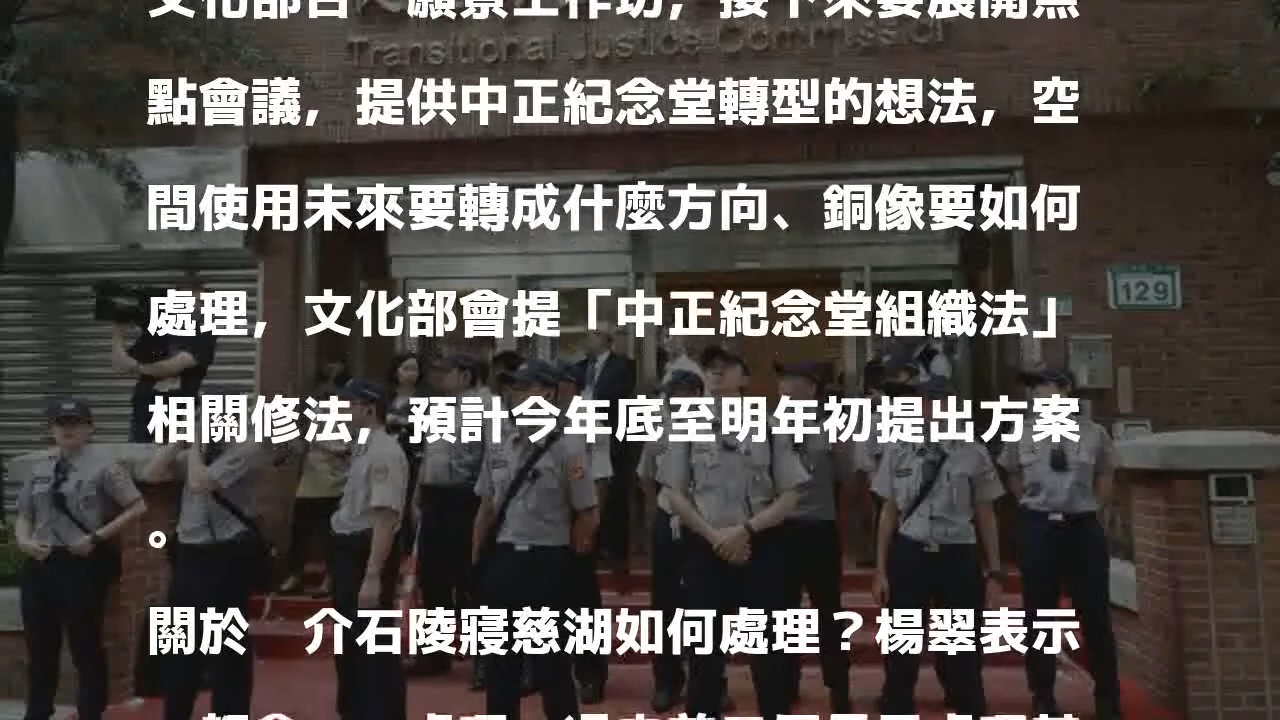 Transitional Justice Commission
點會議，提供中正紀念堂轉型的想法，空
間使用未來要轉成什麼方向、銅像要如何
處理，文化部會提「中正紀念堂組織法」
129
相關修法，預計今年底至明年初提出方案
。
關於　介石陵寢慈湖如何處理？楊翠表示